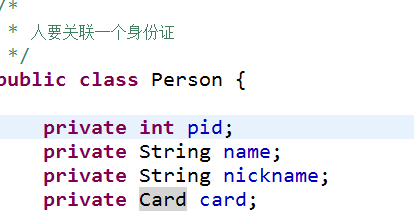 /*
 * 人要关联一个身份证
 */
public class Person {
private int pid;
private String name;
private String nickname;
private Card card;